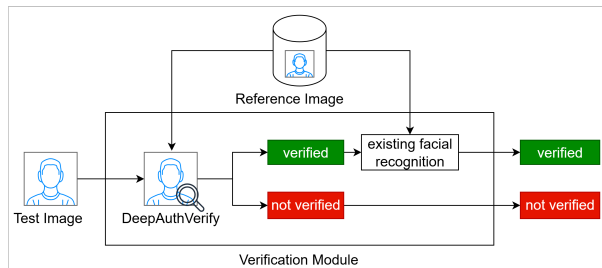 Reference Image
verified
existing facial
recognition
verified
Test Image
DeepAuthVerify
not verified
not verified
Verification Module